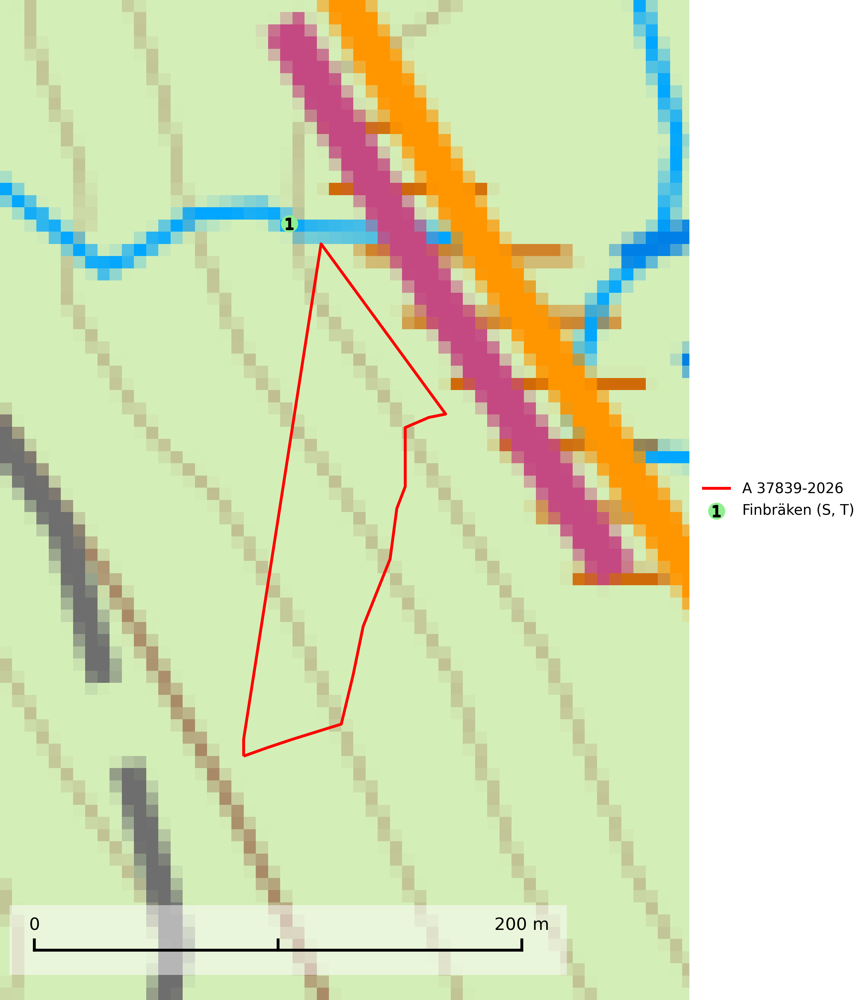 1
A 37839-2026
1 Finbräken (S, T)
0 200 m